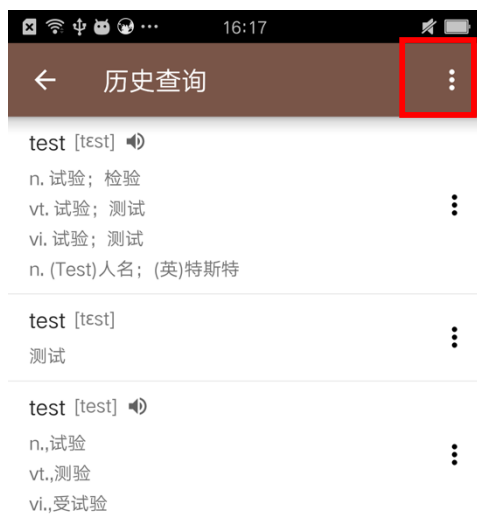 16:17
历史查询
test [tɛst]
n. 试验；检验
vt. 试验；测试
vi. 试验；测试
n. (Test)人名；(英)特斯特
test [tɛst]
测试
test [test]
n.,试验
vt.,测验
vi.,受试验